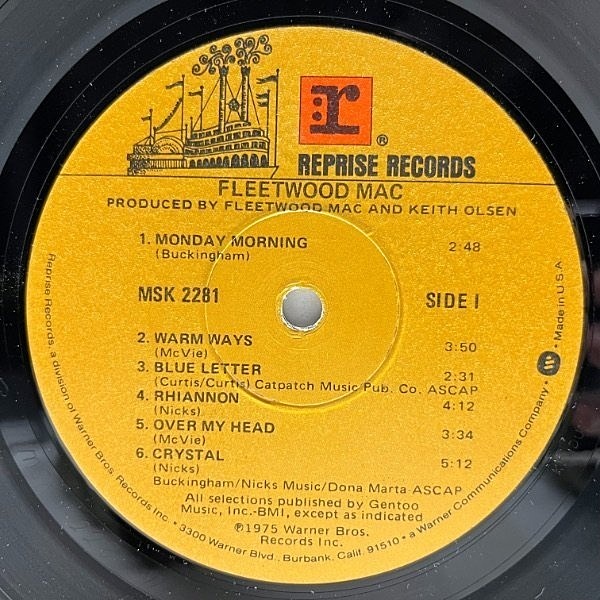 r ®
REPRISE RECORDS
FLEETWOOD MAC
PRODUCED BY FLEETWOOD MAC AND KEITH OLSEN
1. MONDAY MORNING 2:48
(Buckingham)
MSK 2281 SIDE I
2. WARM WAYS 3:50
(McVie)
3. BLUE LETTER 2:31
(Curtis/Curtis) Catpatch Music Pub. Co. ASCAP
4. RHIANNON 4:12
(Nicks)
5. OVER MY HEAD 3:34
(McVie)
6. CRYSTAL 5:12
(Nicks)
Buckingham/Nicks Music/Dona Marta-ASCAP
All selections published by Gentoo
Music, Inc.-BMI, except as indicated
℗1975 Warner Bros.
Records Inc.
Reprise Records, a division of Warner Bros. Records Inc. • 3300 Warner Blvd., Burbank, Calif. 91510 • a Warner Communications Company. • Made in U.S.A.